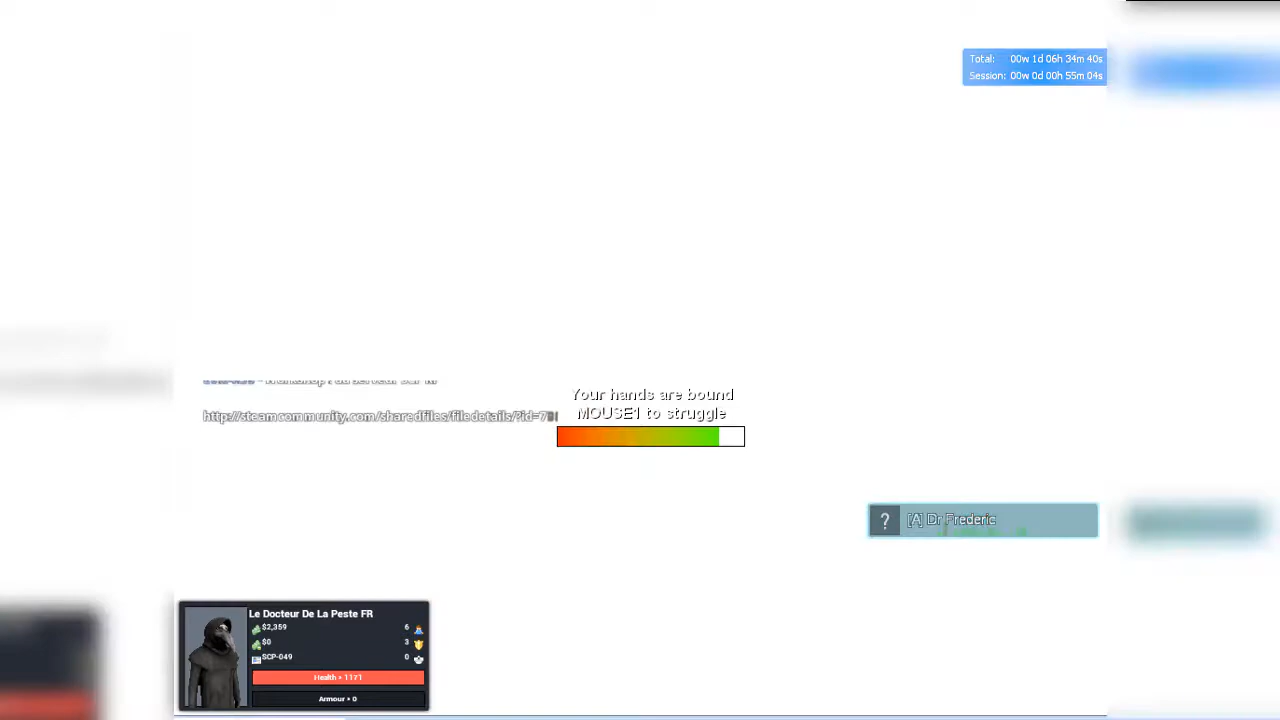 Total: 00w 1d 06h 34m 40s
Session: 00w 0d 00h 55m 04s
Your hands are bound
MOUSE1 to struggle
http://steamcommunity.com/sharedfiles/filedetails/?id=7
? [A] Dr Frederic
Le Docteur De La Peste FR
$2,359 6
$0 3
SCP-049 0
Health • 1171
Armour • 0